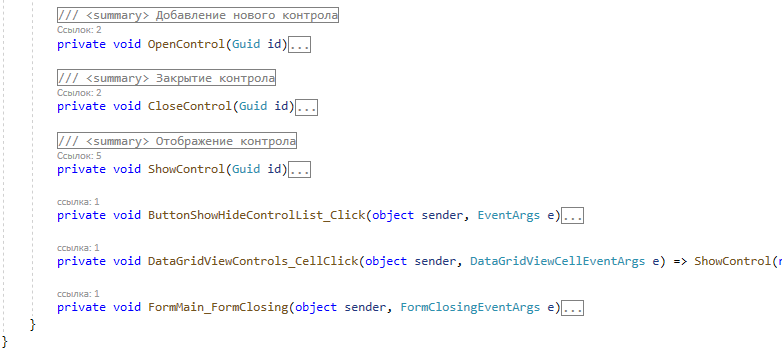 /// <summary> Добавление нового контрола
Ссылок: 2
private void OpenControl(Guid id)...
/// <summary> Закрытие контрола
Ссылок: 2
private void CloseControl(Guid id)...
/// <summary> Отображение контрола
Ссылок: 5
private void ShowControl(Guid id)...
ссылка: 1
private void ButtonShowHideControlList_Click(object sender, EventArgs e)...
ссылка: 1
private void DataGridViewControls_CellClick(object sender, DataGridViewCellEventArgs e) => ShowControl(
ссылка: 1
private void FormMain_FormClosing(object sender, FormClosingEventArgs e)...
}
}